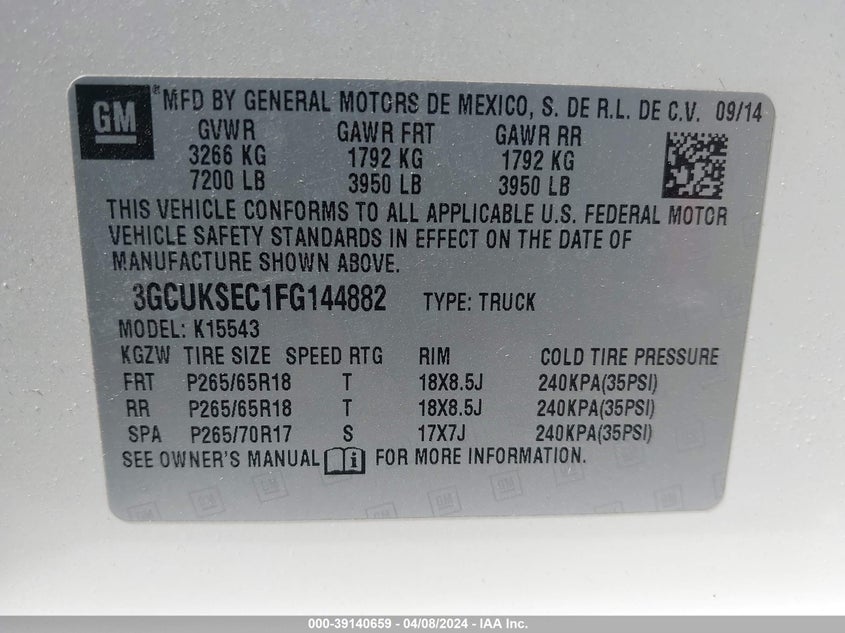 GM ® MFD BY GENERAL MOTORS DE MEXICO, S. DE R.L. DE C.V. 09/14
GVWR GAWR FRT GAWR RR
3266 KG 1792 KG 1792 KG
7200 LB 3950 LB 3950 LB
THIS VEHICLE CONFORMS TO ALL APPLICABLE U.S. FEDERAL MOTOR
VEHICLE SAFETY STANDARDS IN EFFECT ON THE DATE OF
MANUFACTURE SHOWN ABOVE.
3GCUKSEC1FG144882 TYPE: TRUCK
MODEL: K15543
KGZW TIRE SIZE SPEED RTG RIM COLD TIRE PRESSURE
FRT P265/65R18 T 18X8.5J 240KPA(35PSI)
RR P265/65R18 T 18X8.5J 240KPA(35PSI)
SPA P265/70R17 S 17X7J 240KPA(35PSI)
SEE OWNER'S MANUAL i FOR MORE INFORMATION.
GM GM GM GM GM
000-39140659 - 04/08/2024 - IAA Inc.